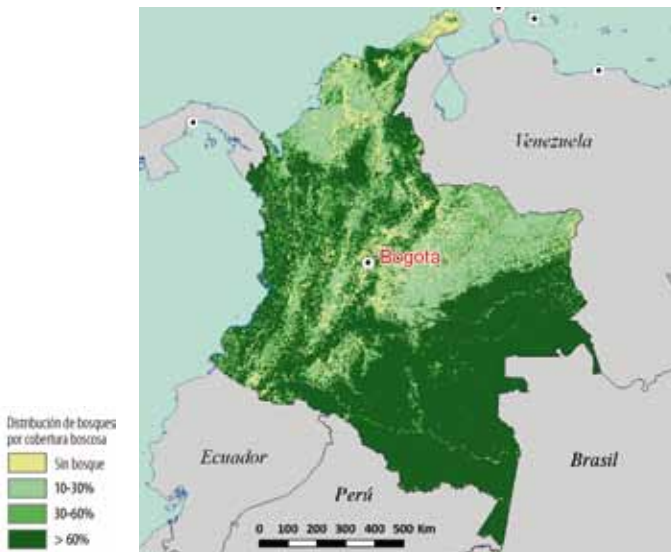 Venezuela
Bogota
Distribución de bosques
por cobertura boscosa
Sin bosque
10-30%
30-60%
> 60%
Ecuador
Perú
Brasil
0 100 200 300 400 500 Km